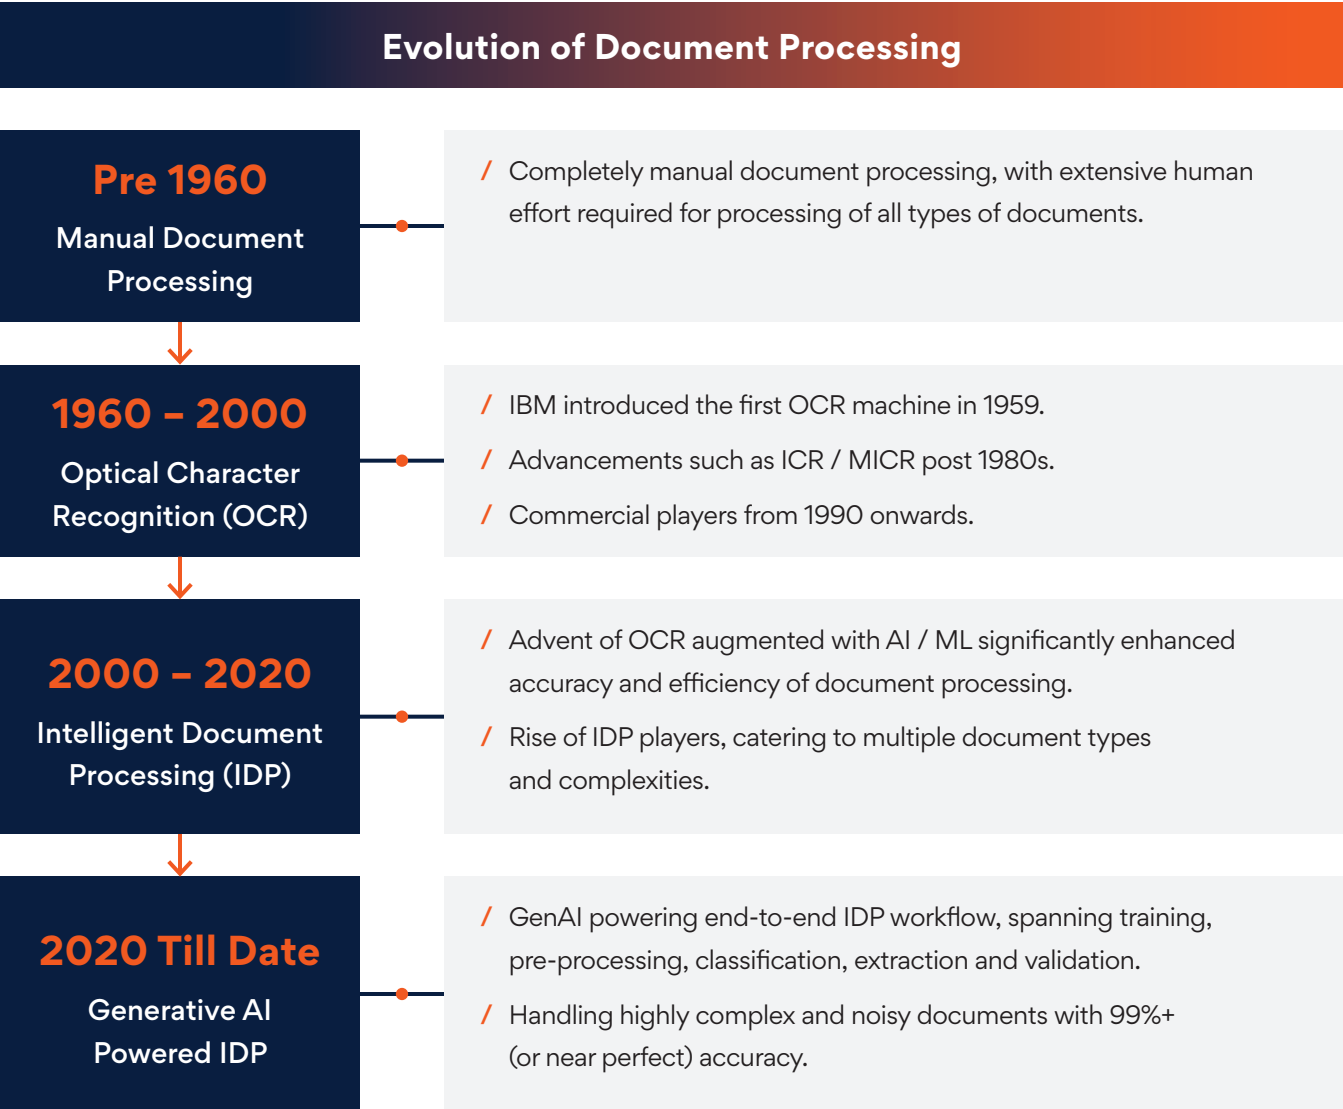 Evolution of Document Processing
Pre 1960
Manual Document
Processing
/ Completely manual document processing, with extensive human
effort required for processing of all types of documents.
1960 – 2000
Optical Character
Recognition (OCR)
/ IBM introduced the first OCR machine in 1959.
/ Advancements such as ICR / MICR post 1980s.
/ Commercial players from 1990 onwards.
2000 – 2020
Intelligent Document
Processing (IDP)
/ Advent of OCR augmented with AI / ML significantly enhanced
accuracy and efficiency of document processing.
/ Rise of IDP players, catering to multiple document types
and complexities.
2020 Till Date
Generative AI
Powered IDP
/ GenAI powering end-to-end IDP workflow, spanning training,
pre-processing, classification, extraction and validation.
/ Handling highly complex and noisy documents with 99%+
(or near perfect) accuracy.